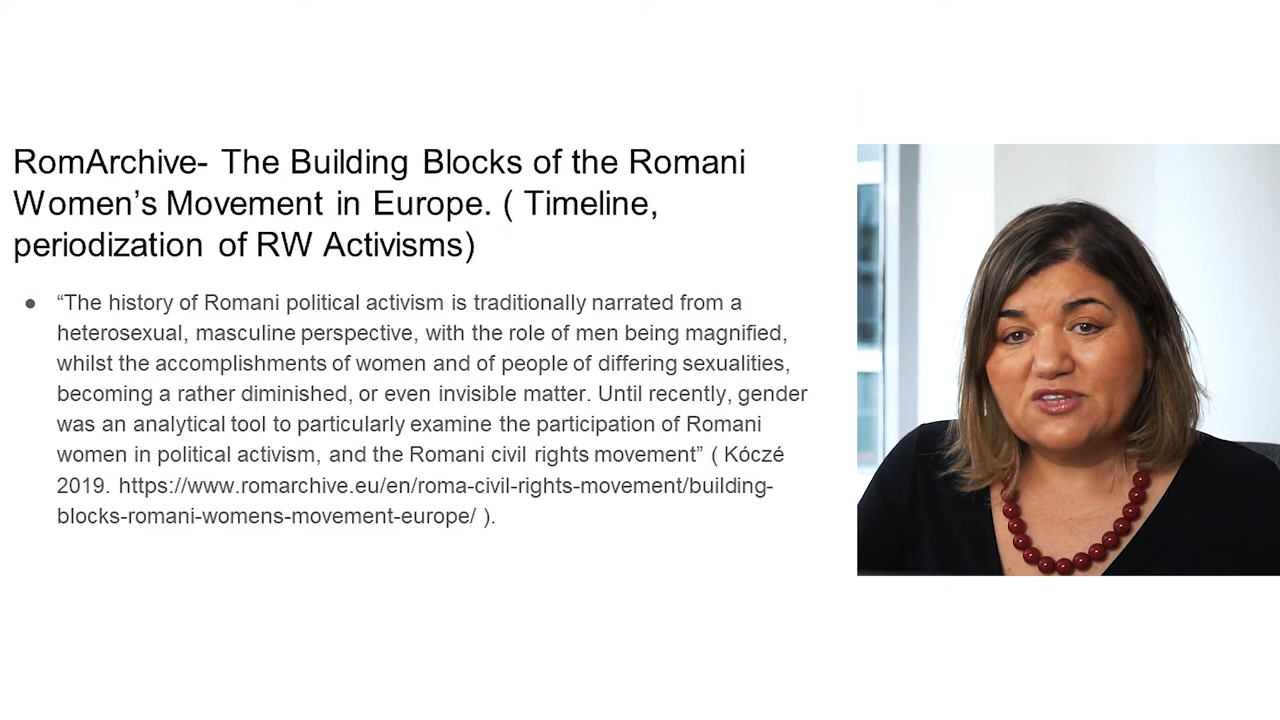 RomArchive- The Building Blocks of the Romani
Women’s Movement in Europe. ( Timeline,
periodization of RW Activisms)
● “The history of Romani political activism is traditionally narrated from a
heterosexual, masculine perspective, with the role of men being magnified,
whilst the accomplishments of women and of people of differing sexualities,
becoming a rather diminished, or even invisible matter. Until recently, gender
was an analytical tool to particularly examine the participation of Romani
women in political activism, and the Romani civil rights movement” ( Kóczé
2019. https://www.romarchive.eu/en/roma-civil-rights-movement/building-
blocks-romani-womens-movement-europe/ ).